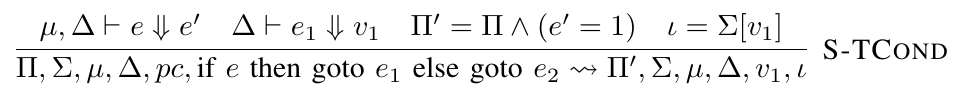 μ, Δ ⊢ e ⇓ e′ Δ ⊢ e₁ ⇓ v₁ Π′ = Π ∧ (e′ = 1) ι = Σ[v₁]
Π, Σ, μ, Δ, pc, if e then goto e₁ else goto e₂ ⇝ Π′, Σ, μ, Δ, v₁, ι S-TCOND